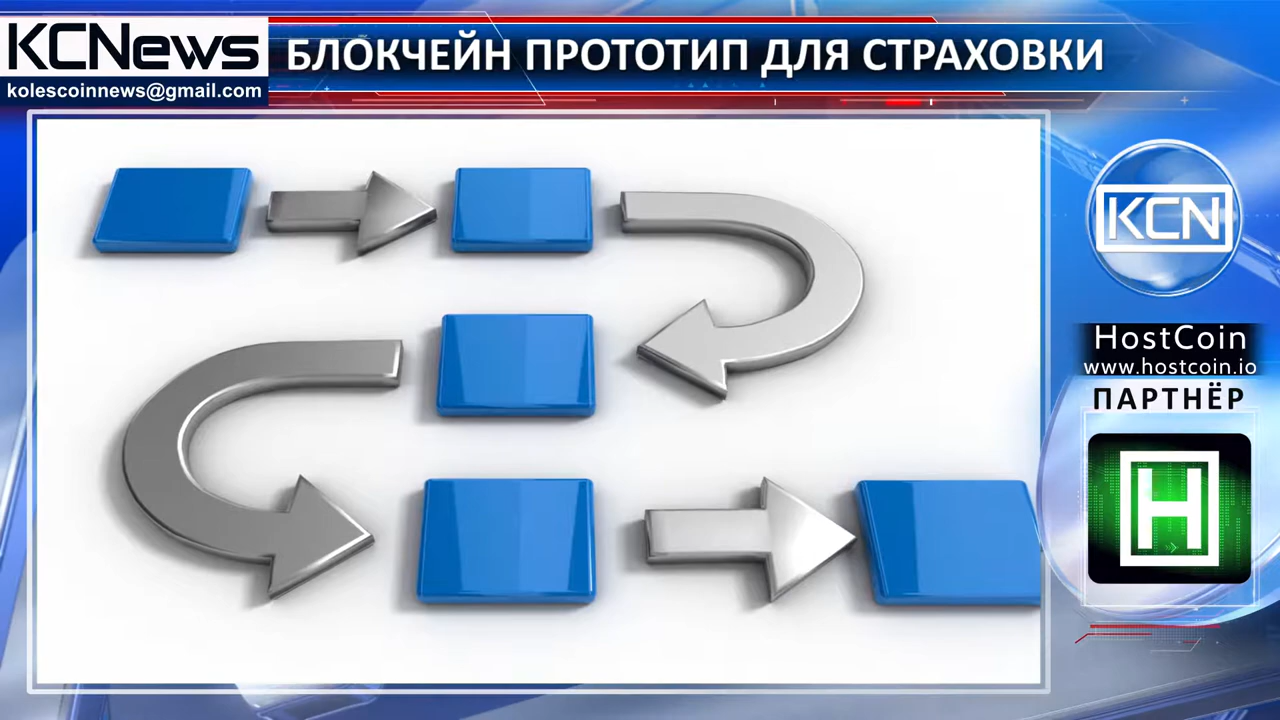 KCNews
kolescoinnews@gmail.com
БЛОКЧЕЙН ПРОТОТИП ДЛЯ СТРАХОВКИ
KCN
HostCoin
www.hostcoin.io
ПАРТНЁР
H